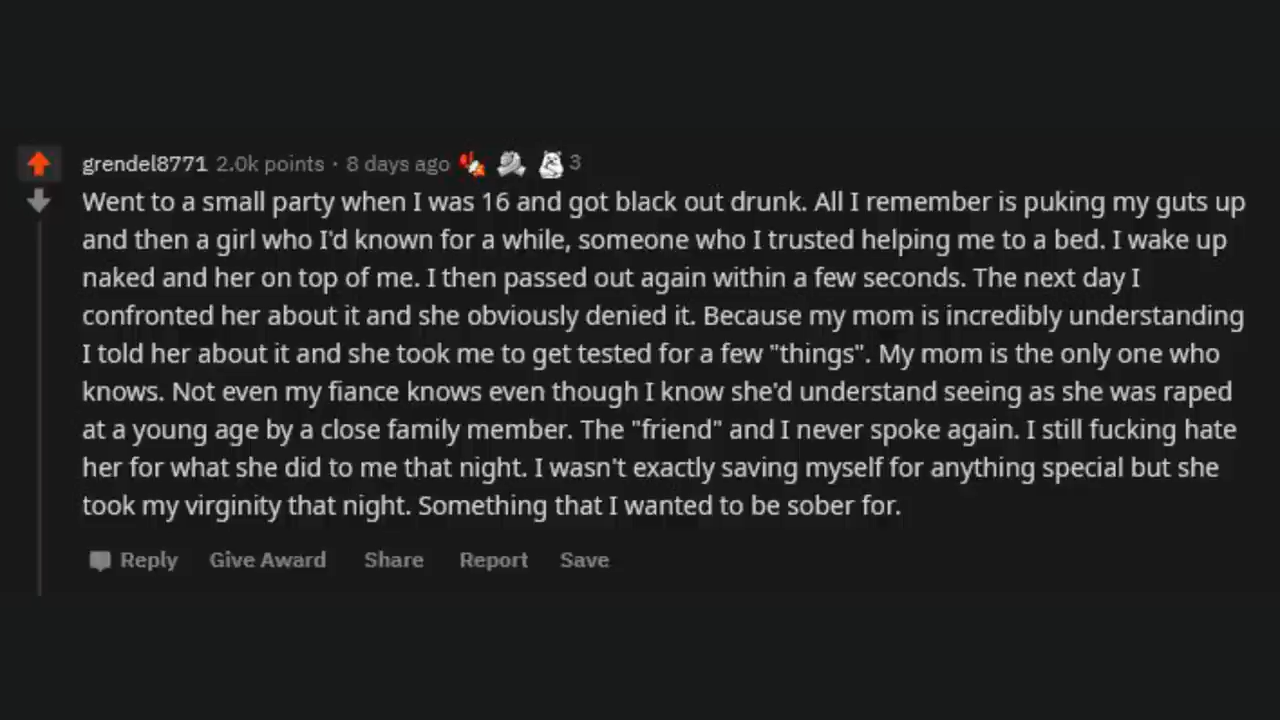 grendel8771 2.0k points · 8 days ago 3
Went to a small party when I was 16 and got black out drunk. All I remember is puking my guts up
and then a girl who I'd known for a while, someone who I trusted helping me to a bed. I wake up
naked and her on top of me. I then passed out again within a few seconds. The next day I
confronted her about it and she obviously denied it. Because my mom is incredibly understanding
I told her about it and she took me to get tested for a few "things". My mom is the only one who
knows. Not even my fiance knows even though I know she'd understand seeing as she was raped
at a young age by a close family member. The "friend" and I never spoke again. I still fucking hate
her for what she did to me that night. I wasn't exactly saving myself for anything special but she
took my virginity that night. Something that I wanted to be sober for.
Reply Give Award Share Report Save